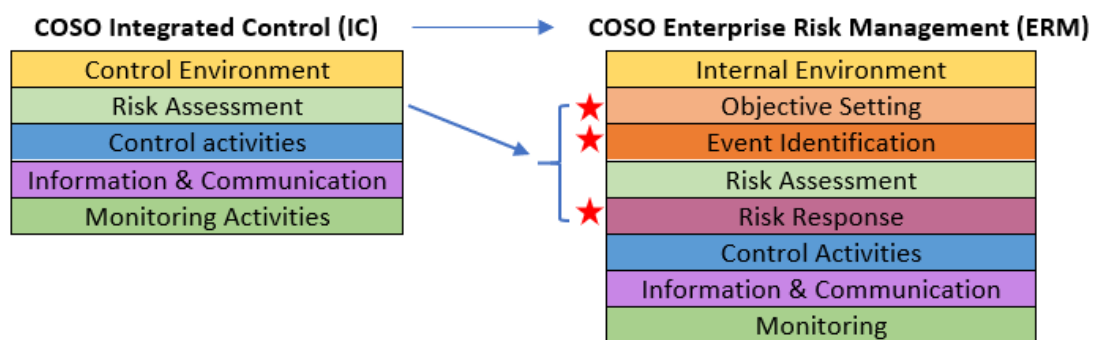 COSO Integrated Control (IC)
Control Environment
Risk Assessment
Control activities
Information & Communication
Monitoring Activities
COSO Enterprise Risk Management (ERM)
Internal Environment
Objective Setting
Event Identification
Risk Assessment
Risk Response
Control Activities
Information & Communication
Monitoring